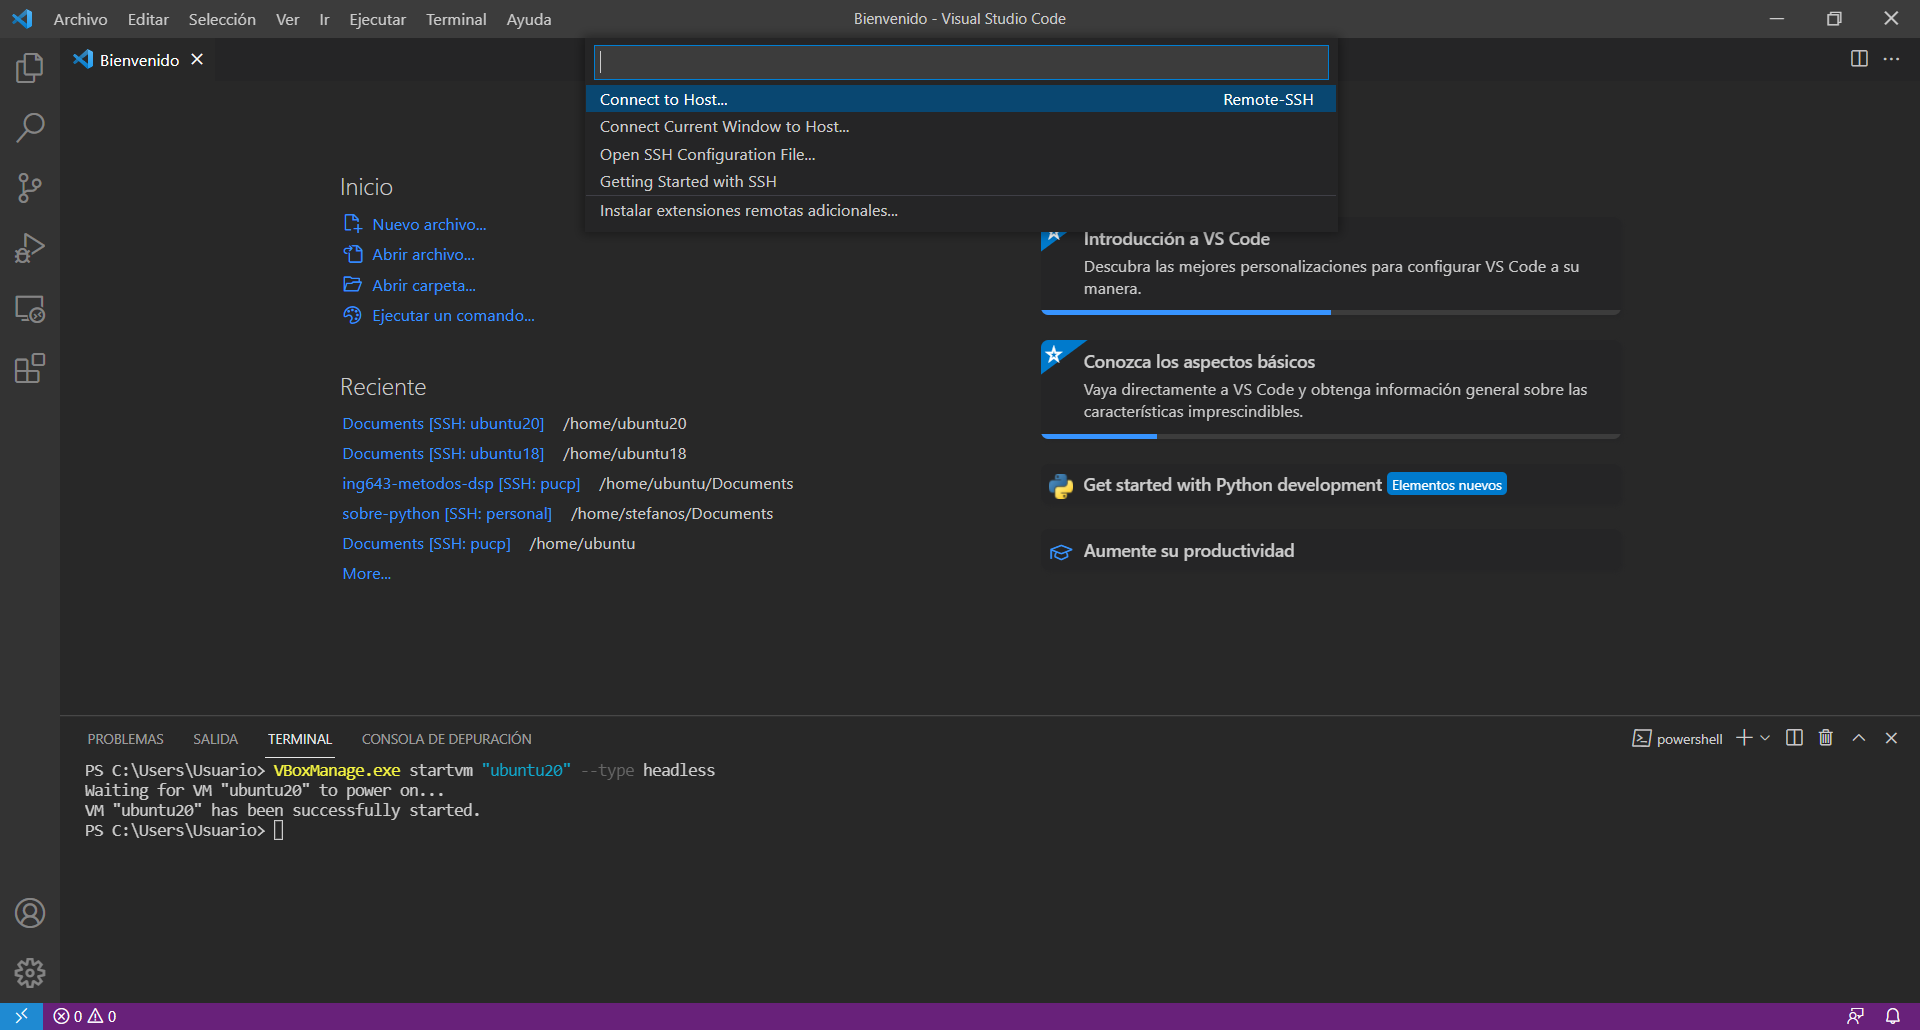 Archivo Editar Selección Ver Ir Ejecutar Terminal Ayuda
Bienvenido - Visual Studio Code
Bienvenido
Connect to Host... Remote-SSH
Connect Current Window to Host...
Open SSH Configuration File...
Getting Started with SSH
Instalar extensiones remotas adicionales...
Inicio
Nuevo archivo...
Abrir archivo...
Abrir carpeta...
Ejecutar un comando...
Reciente
Documents [SSH: ubuntu20] /home/ubuntu20
Documents [SSH: ubuntu18] /home/ubuntu18
ing643-metodos-dsp [SSH: pucp] /home/ubuntu/Documents
sobre-python [SSH: personal] /home/stefanos/Documents
Documents [SSH: pucp] /home/ubuntu
More...
Introducción a VS Code
Descubra las mejores personalizaciones para configurar VS Code a su
manera.
Conozca los aspectos básicos
Vaya directamente a VS Code y obtenga información general sobre las
características imprescindibles.
Get started with Python development Elementos nuevos
Aumente su productividad
PROBLEMAS SALIDA TERMINAL CONSOLA DE DEPURACIÓN
powershell
PS C:\Users\Usuario> VBoxManage.exe startvm "ubuntu20" --type headless
Waiting for VM "ubuntu20" to power on...
VM "ubuntu20" has been successfully started.
PS C:\Users\Usuario>
0 0